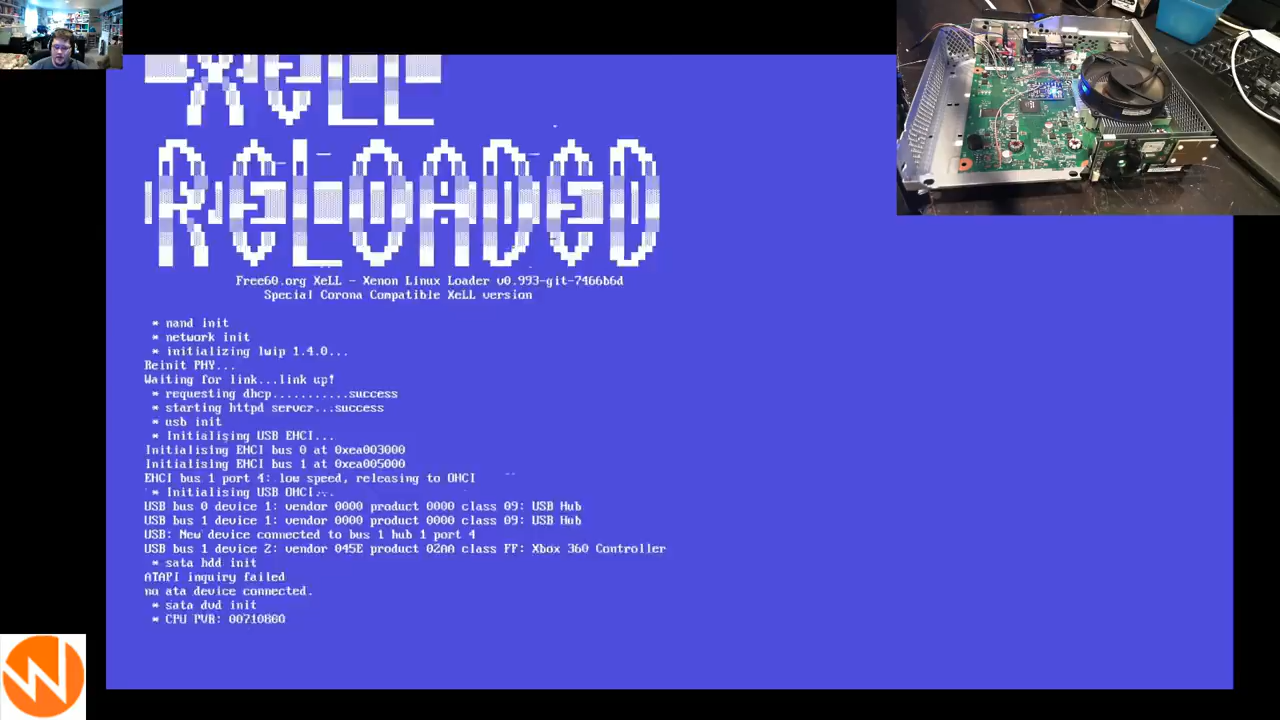 XeLL
RELOADED
Free60.org XeLL - Xenon Linux Loader v0.993-git-7466b6d
Special Corona Compatible XeLL version
* nand init
* network init
* initializing lwip 1.4.0...
Reinit PHY...
Waiting for link...link up!
* requesting dhcp...........success
* starting httpd server...success
* usb init
* Initialising USB EHCI...
Initialising EHCI bus 0 at 0xea003000
Initialising EHCI bus 1 at 0xea005000
EHCI bus 1 port 4: low speed, releasing to OHCI
* Initialising USB OHCI...
USB bus 0 device 1: vendor 0000 product 0000 class 09: USB Hub
USB bus 1 device 1: vendor 0000 product 0000 class 09: USB Hub
USB: New device connected to bus 1 hub 1 port 4
USB bus 1 device 2: vendor 045E product 02AA class FF: Xbox 360 Controller
* sata hdd init
ATAPI inquiry failed
no ata device connected.
* sata dvd init
* CPU PVR: 00710800
W